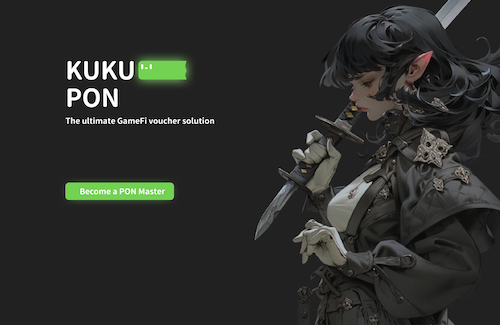 KUKU
PON
The ultimate GameFi voucher solution
Become a PON Master